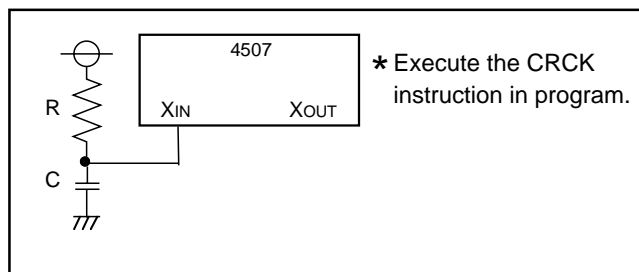 4507
* Execute the CRCK
instruction in program.
R
XIN
XOUT
C